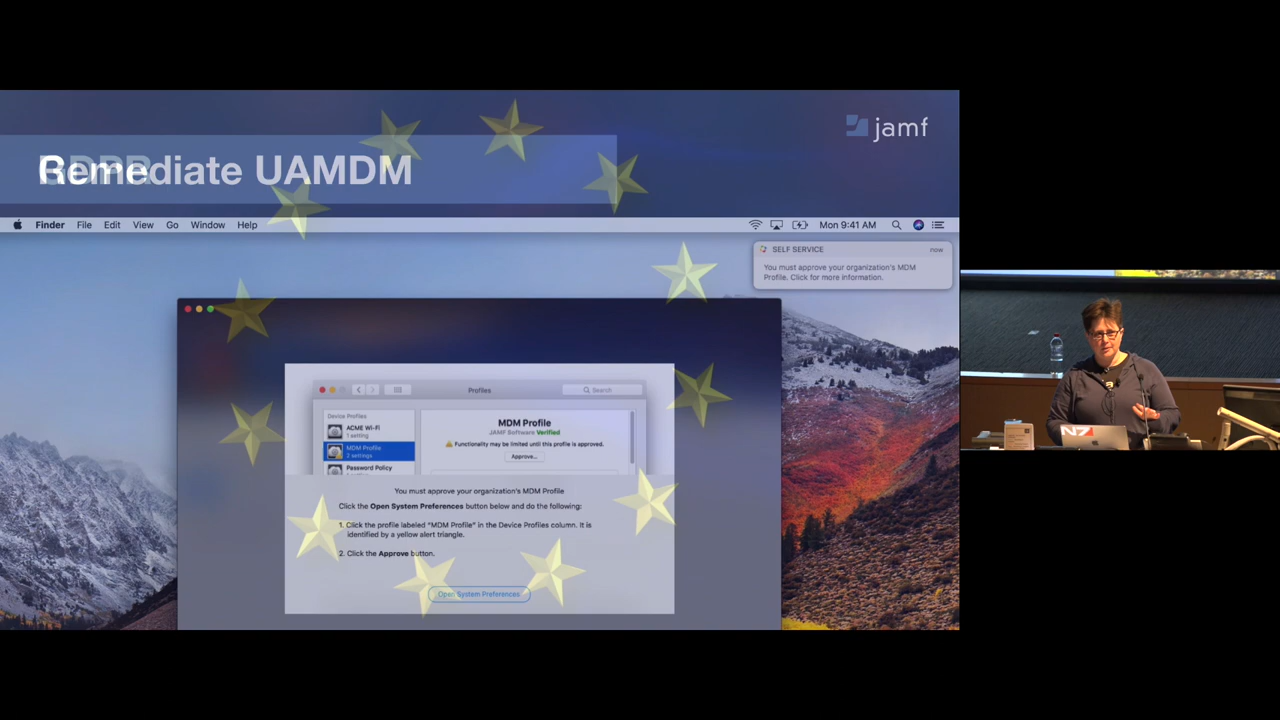 jamf
GDPR
Remediate UAMDM
Finder File Edit View Go Window Help
Mon 9:41 AM
SELF SERVICE now
You must approve your organization's MDM
Profile. Click for more information.
Profiles
Search
Device Profiles
ACME Wi-Fi
1 setting
MDM Profile
2 settings
Password Policy
MDM Profile
JAMF Software Verified
Functionality may be limited until this profile is approved.
Approve...
You must approve your organization's MDM Profile
Click the Open System Preferences button below and do the following:
1. Click the profile labeled "MDM Profile" in the Device Profiles column. It is
identified by a yellow alert triangle.
2. Click the Approve button.
Open System Preferences
N7